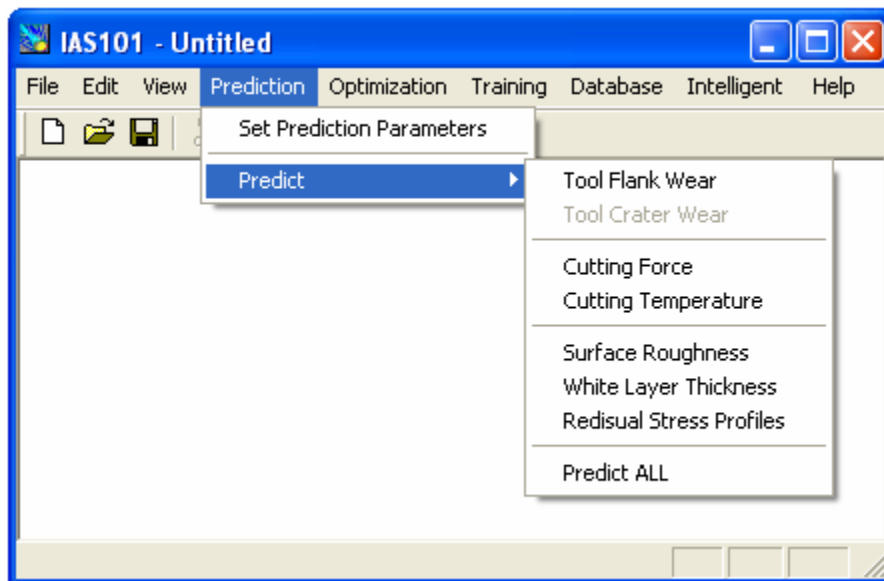 IAS101 - Untitled
File Edit View Prediction Optimization Training Database Intelligent Help
Set Prediction Parameters
Predict
Tool Flank Wear
Tool Crater Wear
Cutting Force
Cutting Temperature
Surface Roughness
White Layer Thickness
Redisual Stress Profiles
Predict ALL